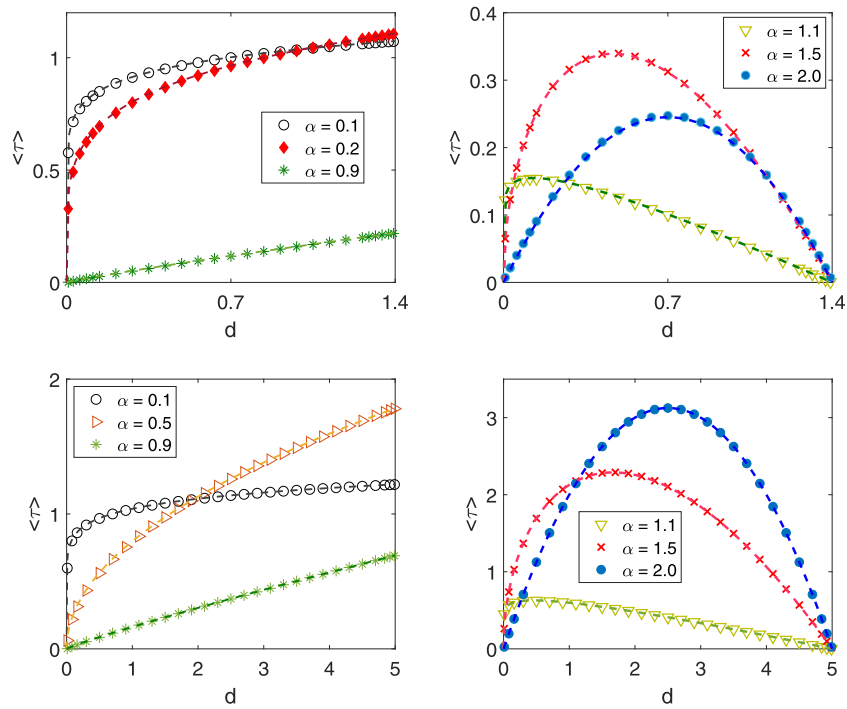 1
0.5
0
<τ>
α = 0.1
α = 0.2
α = 0.9
0
0.7
1.4
d
0.4
0.3
0.2
0.1
0
<τ>
α = 1.1
α = 1.5
α = 2.0
0
0.7
1.4
d
2
1
0
<τ>
α = 0.1
α = 0.5
α = 0.9
0
1
2
3
4
5
d
3
2
1
0
<τ>
α = 1.1
α = 1.5
α = 2.0
0
1
2
3
4
5
d